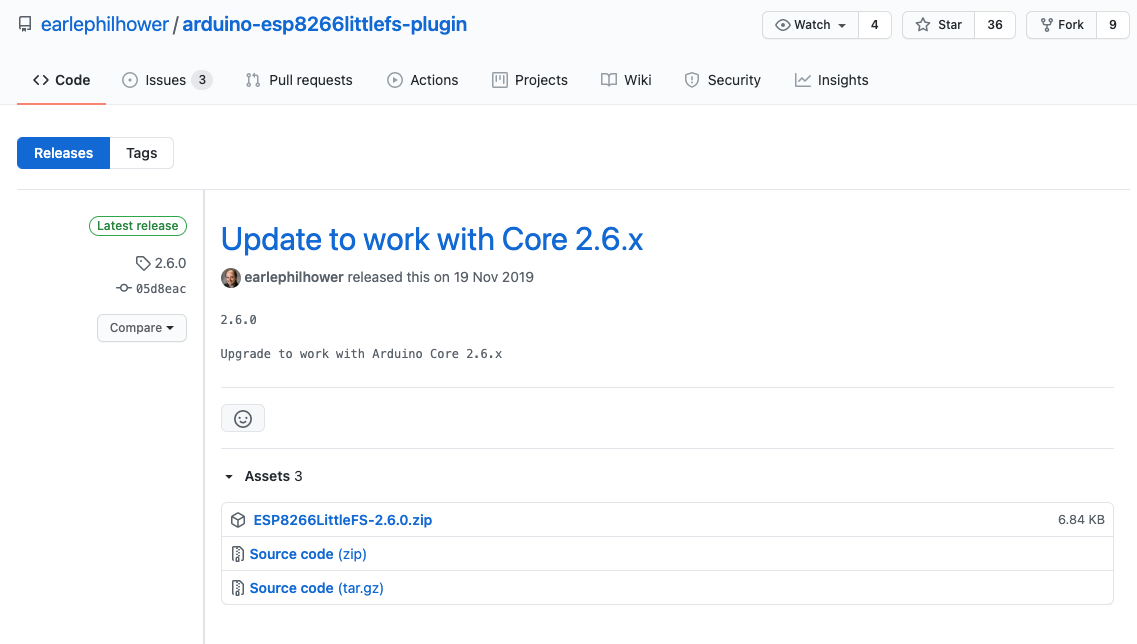 earlephilhower / arduino-esp8266littlefs-plugin
Watch 4 Star 36 Fork 9
Code Issues 3 Pull requests Actions Projects Wiki Security Insights
Releases Tags
Latest release
2.6.0
05d8eac
Compare
Update to work with Core 2.6.x
earlephilhower released this on 19 Nov 2019
2.6.0
Upgrade to work with Arduino Core 2.6.x
Assets 3
ESP8266LittleFS-2.6.0.zip 6.84 KB
Source code (zip)
Source code (tar.gz)